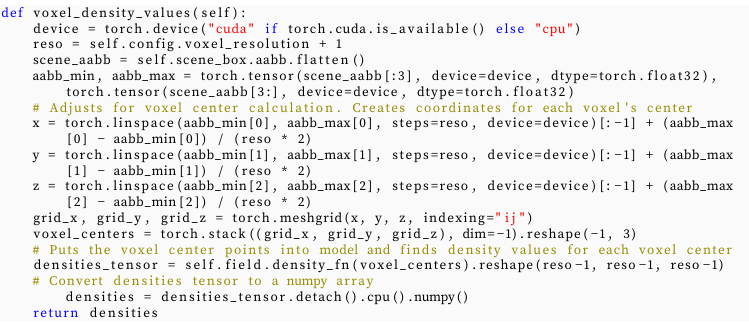 def voxel_density_values(self):
    device = torch.device("cuda" if torch.cuda.is_available() else "cpu")
    reso = self.config.voxel_resolution + 1
    scene_aabb = self.scene_box.aabb.flatten()
    aabb_min, aabb_max = torch.tensor(scene_aabb[:3], device=device, dtype=torch.float32),
        torch.tensor(scene_aabb[3:], device=device, dtype=torch.float32)
    # Adjusts for voxel center calculation. Creates coordinates for each voxel's center
    x = torch.linspace(aabb_min[0], aabb_max[0], steps=reso, device=device)[:-1] + (aabb_max
        [0] - aabb_min[0]) / (reso * 2)
    y = torch.linspace(aabb_min[1], aabb_max[1], steps=reso, device=device)[:-1] + (aabb_max
        [1] - aabb_min[1]) / (reso * 2)
    z = torch.linspace(aabb_min[2], aabb_max[2], steps=reso, device=device)[:-1] + (aabb_max
        [2] - aabb_min[2]) / (reso * 2)
    grid_x, grid_y, grid_z = torch.meshgrid(x, y, z, indexing="ij")
    voxel_centers = torch.stack((grid_x, grid_y, grid_z), dim=-1).reshape(-1, 3)
    # Puts the voxel center points into model and finds density values for each voxel center
    densities_tensor = self.field.density_fn(voxel_centers).reshape(reso-1, reso-1, reso-1)
    # Convert densities tensor to a numpy array
        densities = densities_tensor.detach().cpu().numpy()
    return densities